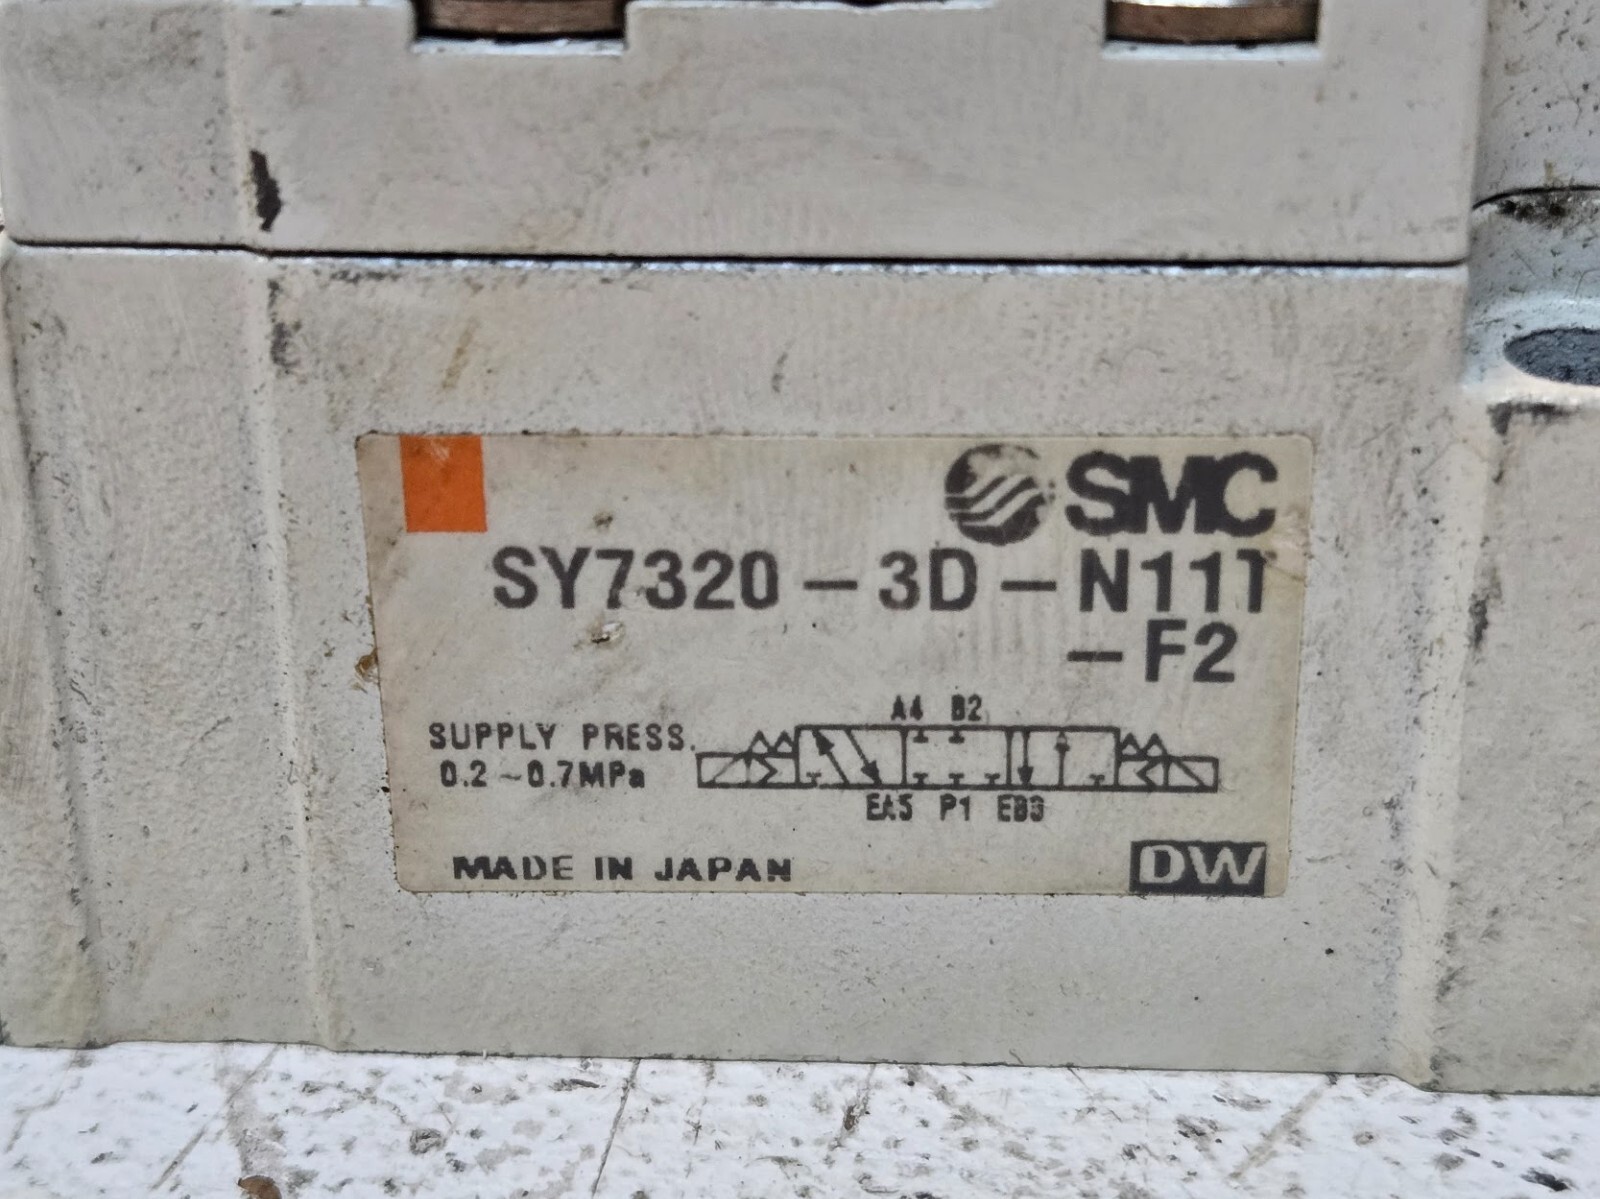 SMC
SY7320-3D-N11T
-F2
A4 B2
SUPPLY PRESS.
0.2~0.7MPa
EA5 P1 EB3
MADE IN JAPAN
DW